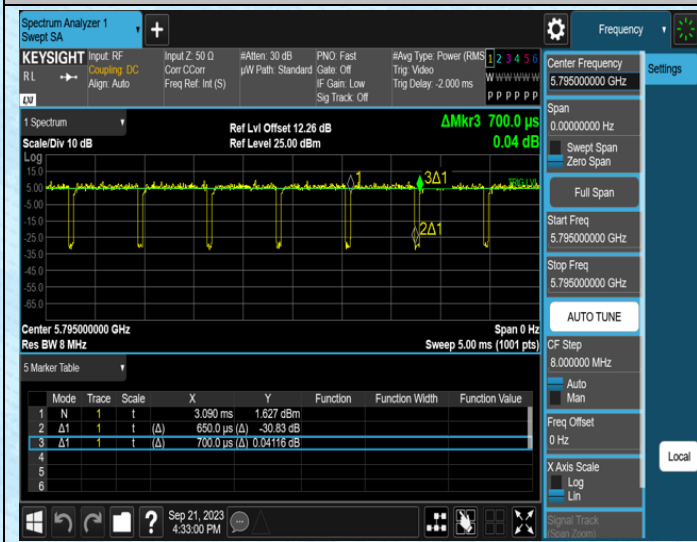 Spectrum Analyzer 1
Swept SA
Frequency
KEYSIGHT
Input: RF
Coupling: DC
Align: Auto
Input Z: 50 Ω
Corr CCorr
Freq Ref: Int (S)
#Atten: 30 dB
µW Path: Standard
PNO: Fast
Gate: Off
IF Gain: Low
Sig Track: Off
#Avg Type: Power (RMS
Trig: Video
Trig Delay: -2.000 ms
1 2 3 4 5 6
W W W W W W
P P P P P P
RL
LXI
1 Spectrum
Scale/Div 10 dB
Ref Lvl Offset 12.26 dB
Ref Level 25.00 dBm
ΔMkr3 700.0 µs
0.04 dB
Log
15.0
5.00
-5.00
-15.0
-25.0
-35.0
-45.0
-55.0
-65.0
1
3Δ1
2Δ1
TRIG LVL
Center 5.795000000 GHz
Res BW 8 MHz
Span 0 Hz
Sweep 5.00 ms (1001 pts)
5 Marker Table
Mode Trace Scale X Y Function Function Width Function Value
1 N 1 t 3.090 ms 1.627 dBm
2 Δ1 1 t (Δ) 650.0 µs (Δ) -30.83 dB
3 Δ1 1 t (Δ) 700.0 µs (Δ) 0.04116 dB
4
5
6
Sep 21, 2023
4:33:00 PM
Center Frequency
5.795000000 GHz
Span
0.00000000 Hz
Swept Span
Zero Span
Full Span
Start Freq
5.795000000 GHz
Stop Freq
5.795000000 GHz
AUTO TUNE
CF Step
8.000000 MHz
Auto
Man
Freq Offset
0 Hz
X Axis Scale
Log
Lin
Signal Track
(Span Zoom)
Settings
Local